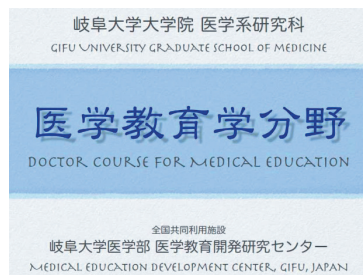 岐阜大学大学院 医学系研究科
GIFU UNIVERSITY GRADUATE SCHOOL OF MEDICINE
医学教育学分野
DOCTOR COURSE FOR MEDICAL EDUCATION
全国共同利用施設
岐阜大学医学部 医学教育開発研究センター
MEDICAL EDUCATION DEVELOPMENT CENTER, GIFU, JAPAN